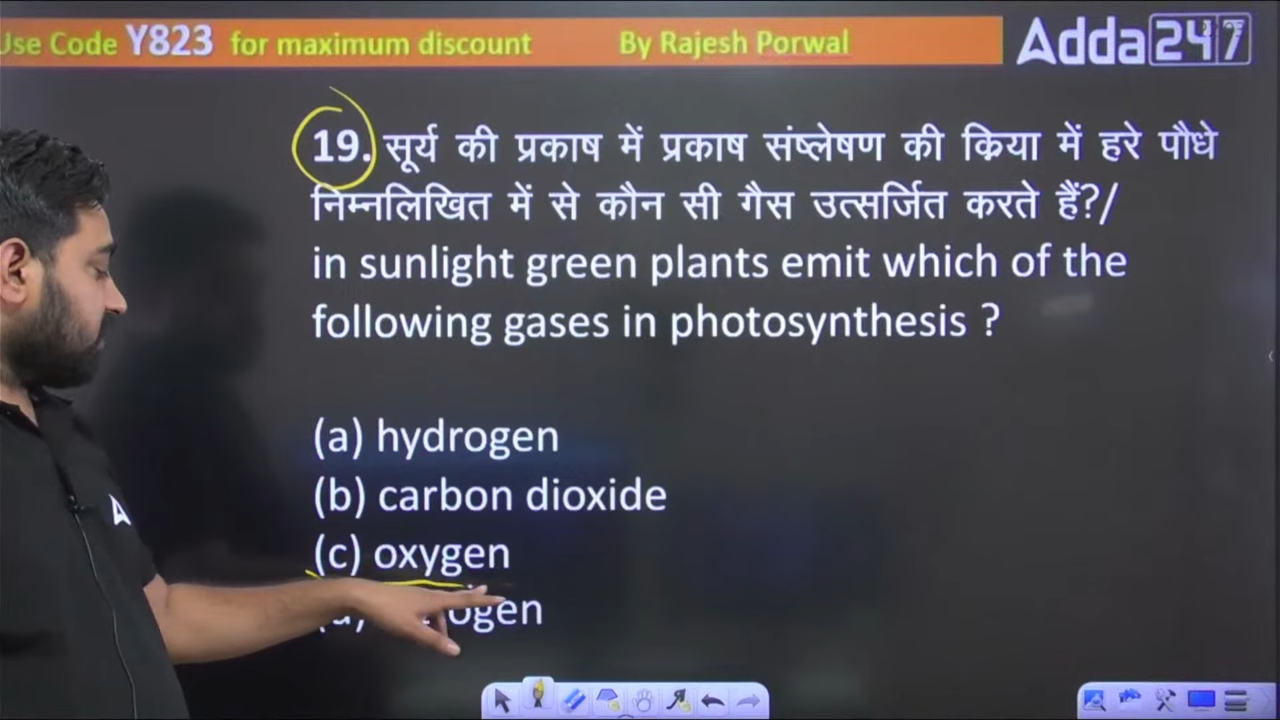 Use Code Y823 for maximum discount By Rajesh Porwal
Adda247
19. सूर्य की प्रकाष में प्रकाष संष्लेषण की क्रिया में हरे पौधे
निम्नलिखित में से कौन सी गैस उत्सर्जित करते हैं?/
in sunlight green plants emit which of the
following gases in photosynthesis ?
(a) hydrogen
(b) carbon dioxide
(c) oxygen